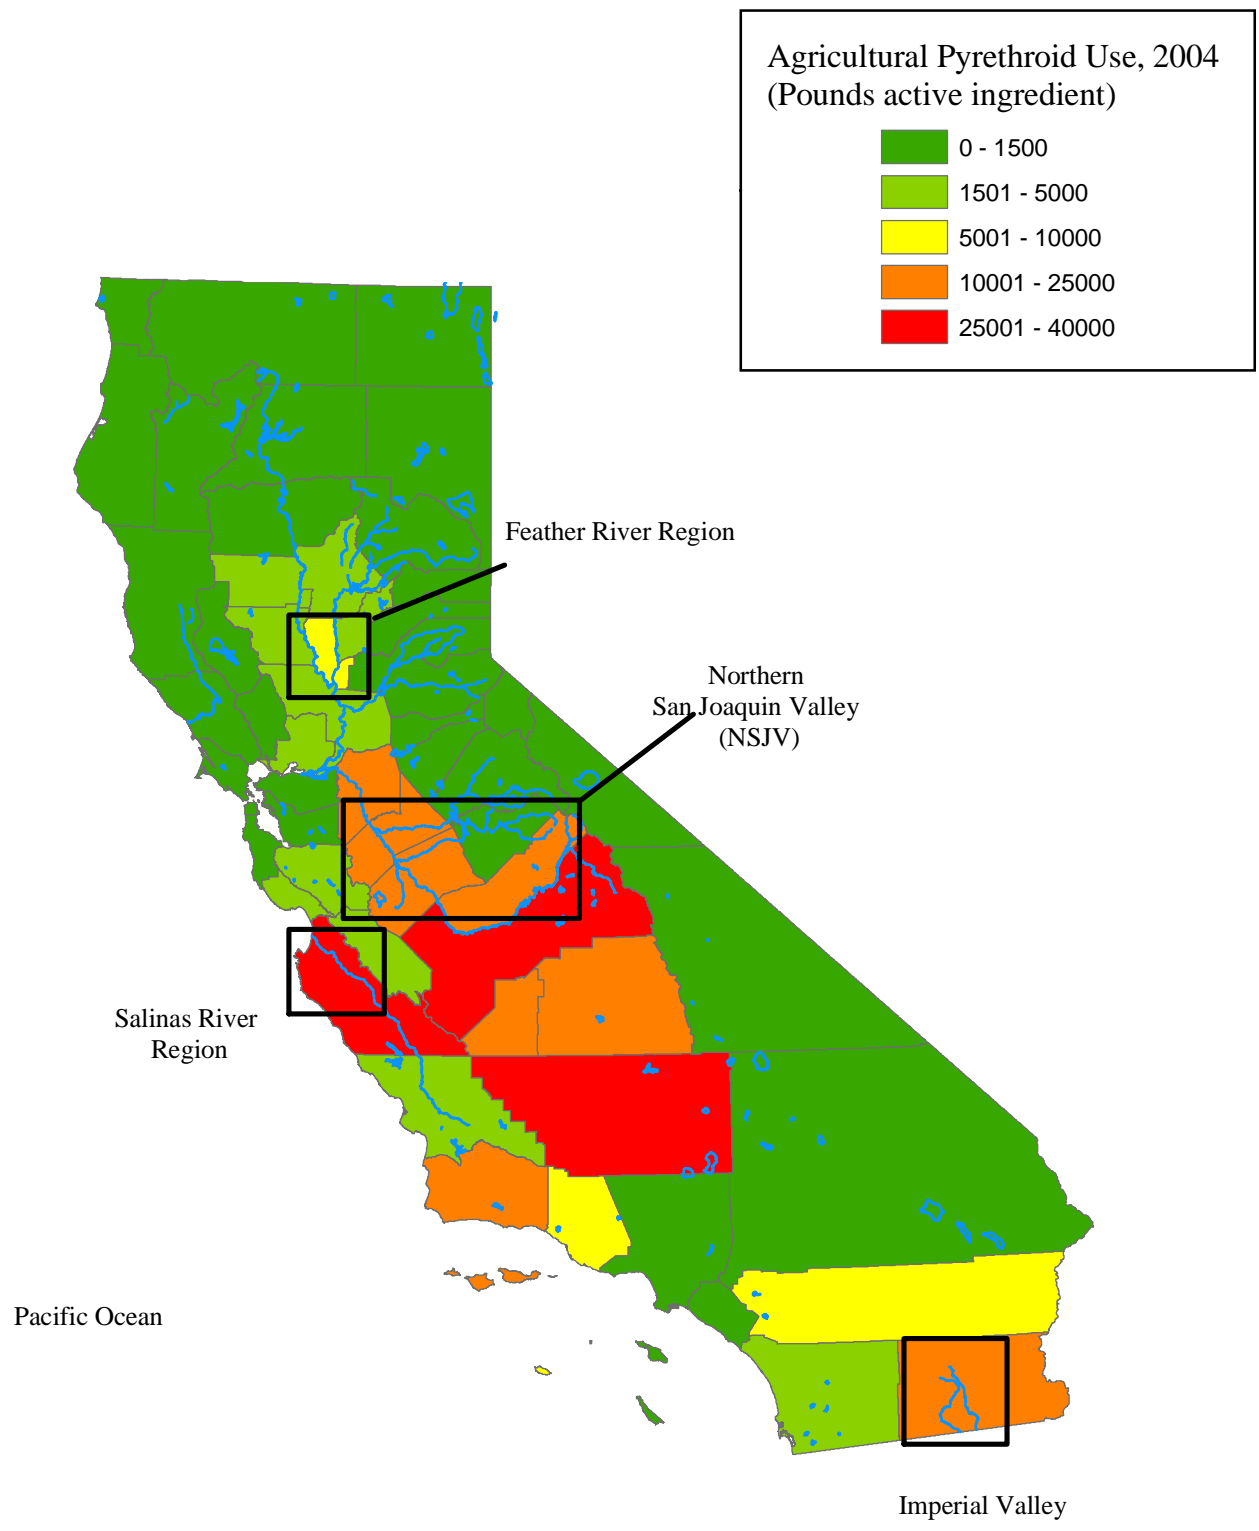 Agricultural Pyrethroid Use, 2004
(Pounds active ingredient)
0 - 1500
1501 - 5000
5001 - 10000
10001 - 25000
25001 - 40000
Feather River Region
Northern
San Joaquin Valley
(NSJV)
Salinas River
Region
Pacific Ocean
Imperial Valley